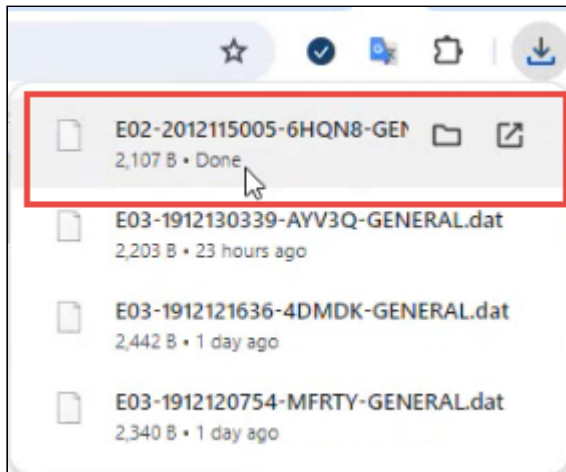 E02-2012115005-6HQN8-GEN
2,107 B • Done
E03-1912130339-AYV3Q-GENERAL.dat
2,203 B • 23 hours ago
E03-1912121636-4DMDK-GENERAL.dat
2,442 B • 1 day ago
E03-1912120754-MFRTY-GENERAL.dat
2,340 B • 1 day ago